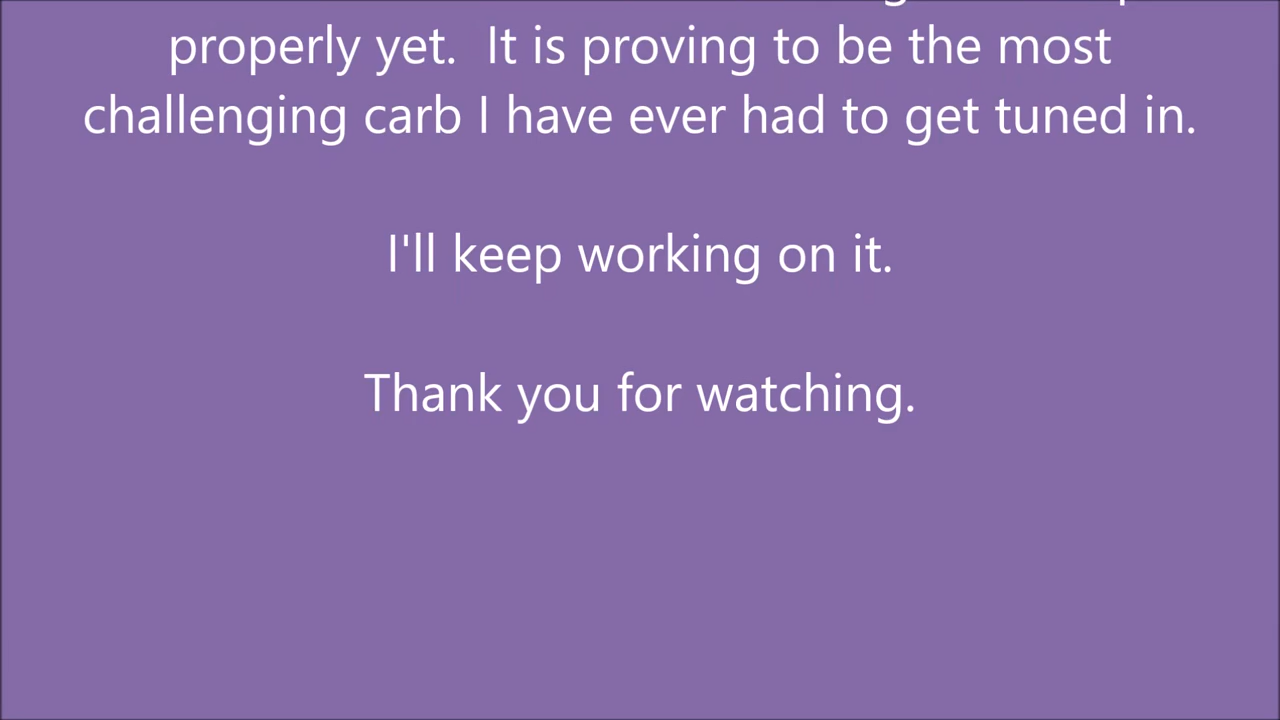 properly yet.  It is proving to be the most
challenging carb I have ever had to get tuned in.
I'll keep working on it.
Thank you for watching.